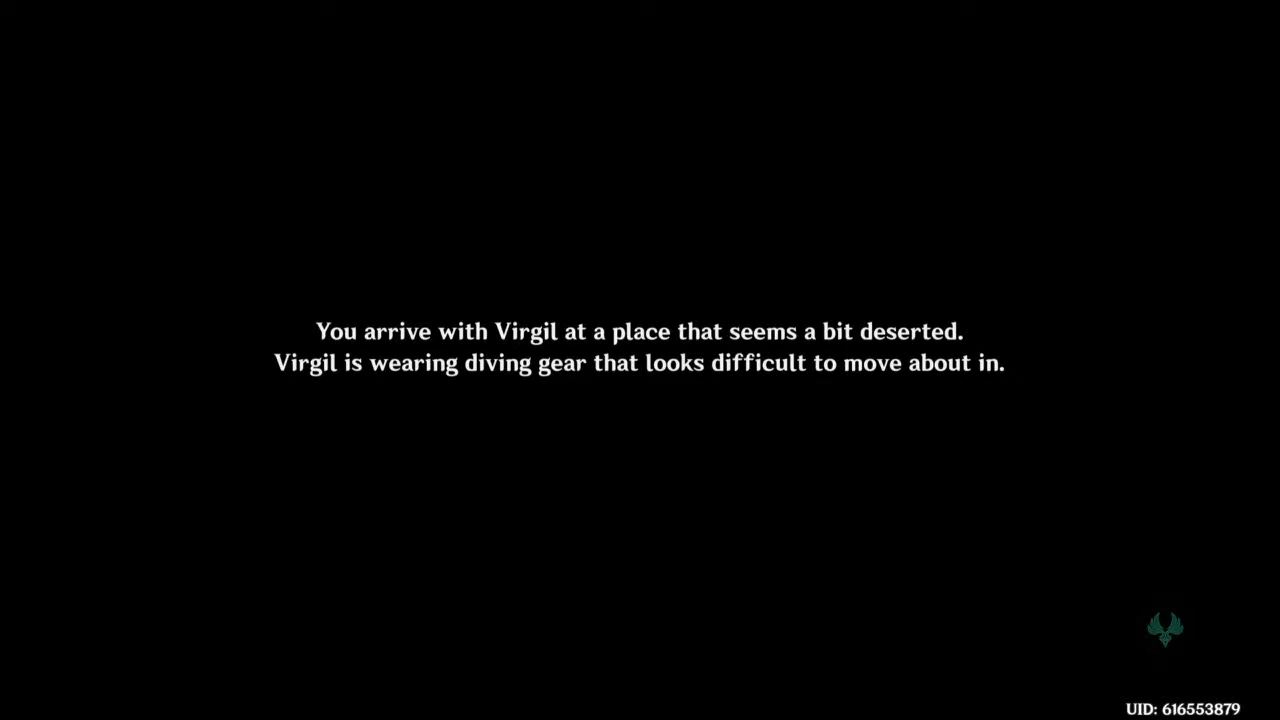 You arrive with Virgil at a place that seems a bit deserted.
Virgil is wearing diving gear that looks difficult to move about in.
UID: 616553879